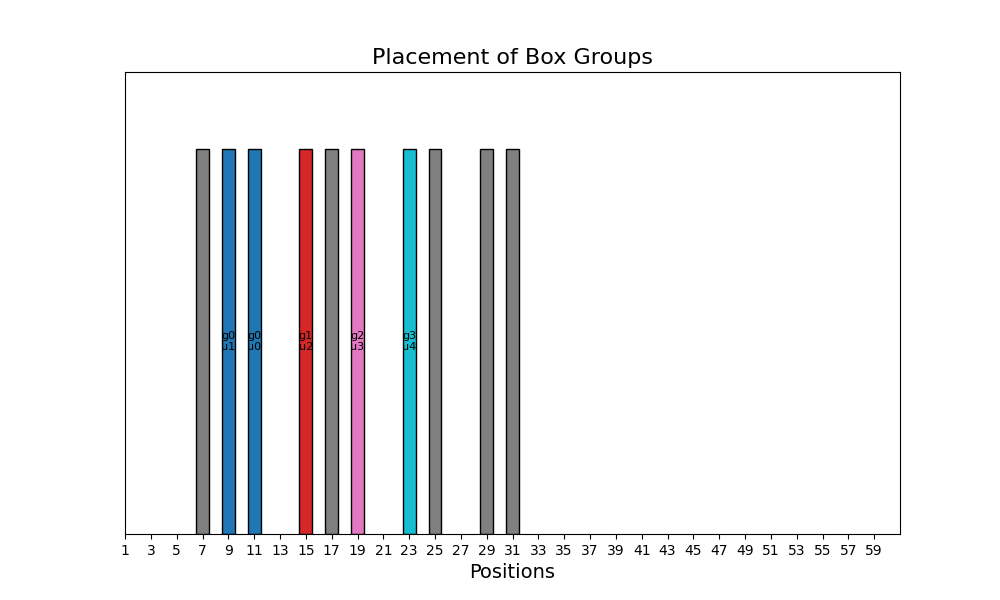 Placement of Box Groups
g0 g0 g1 g2 g3
u1 u0 u2 u3 u4
1 3 5 7 9 11 13 15 17 19 21 23 25 27 29 31 33 35 37 39 41 43 45 47 49 51 53 55 57 59
Positions